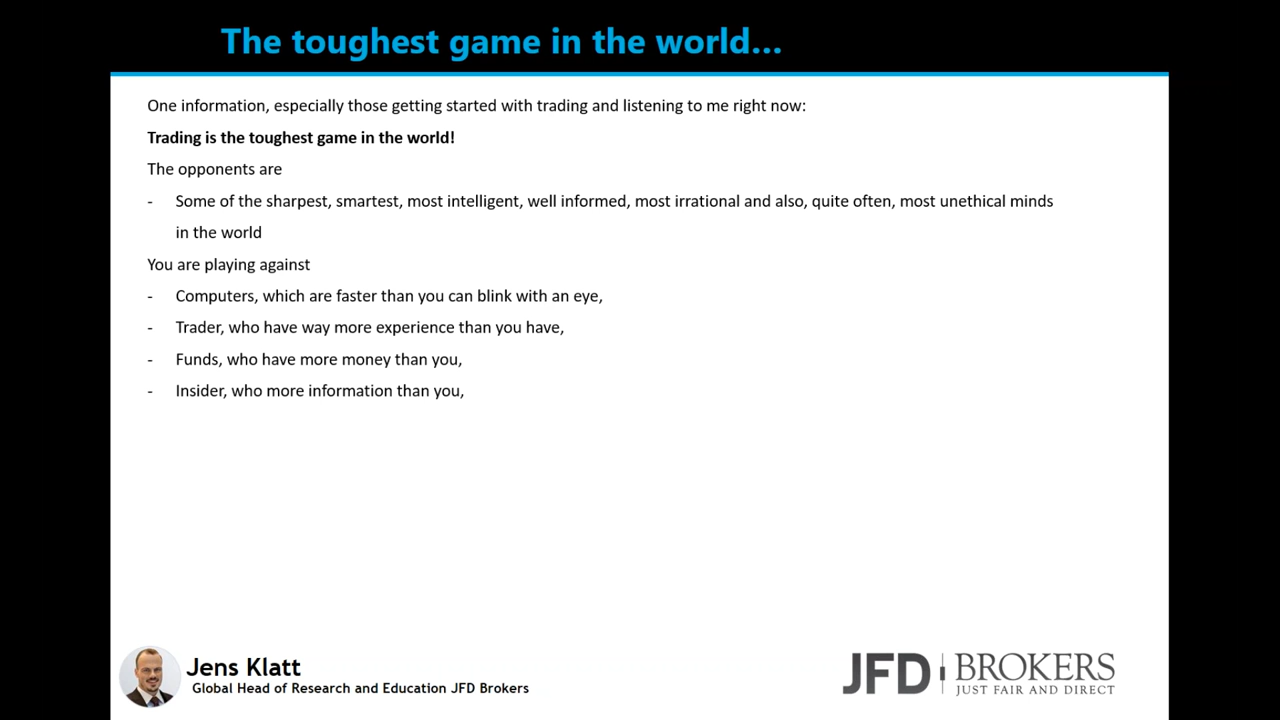 The toughest game in the world...
One information, especially those getting started with trading and listening to me right now:
Trading is the toughest game in the world!
The opponents are
- Some of the sharpest, smartest, most intelligent, well informed, most irrational and also, quite often, most unethical minds
in the world
You are playing against
- Computers, which are faster than you can blink with an eye,
- Trader, who have way more experience than you have,
- Funds, who have more money than you,
- Insider, who more information than you,
Jens Klatt
Global Head of Research and Education JFD Brokers
JFD BROKERS
JUST FAIR AND DIRECT